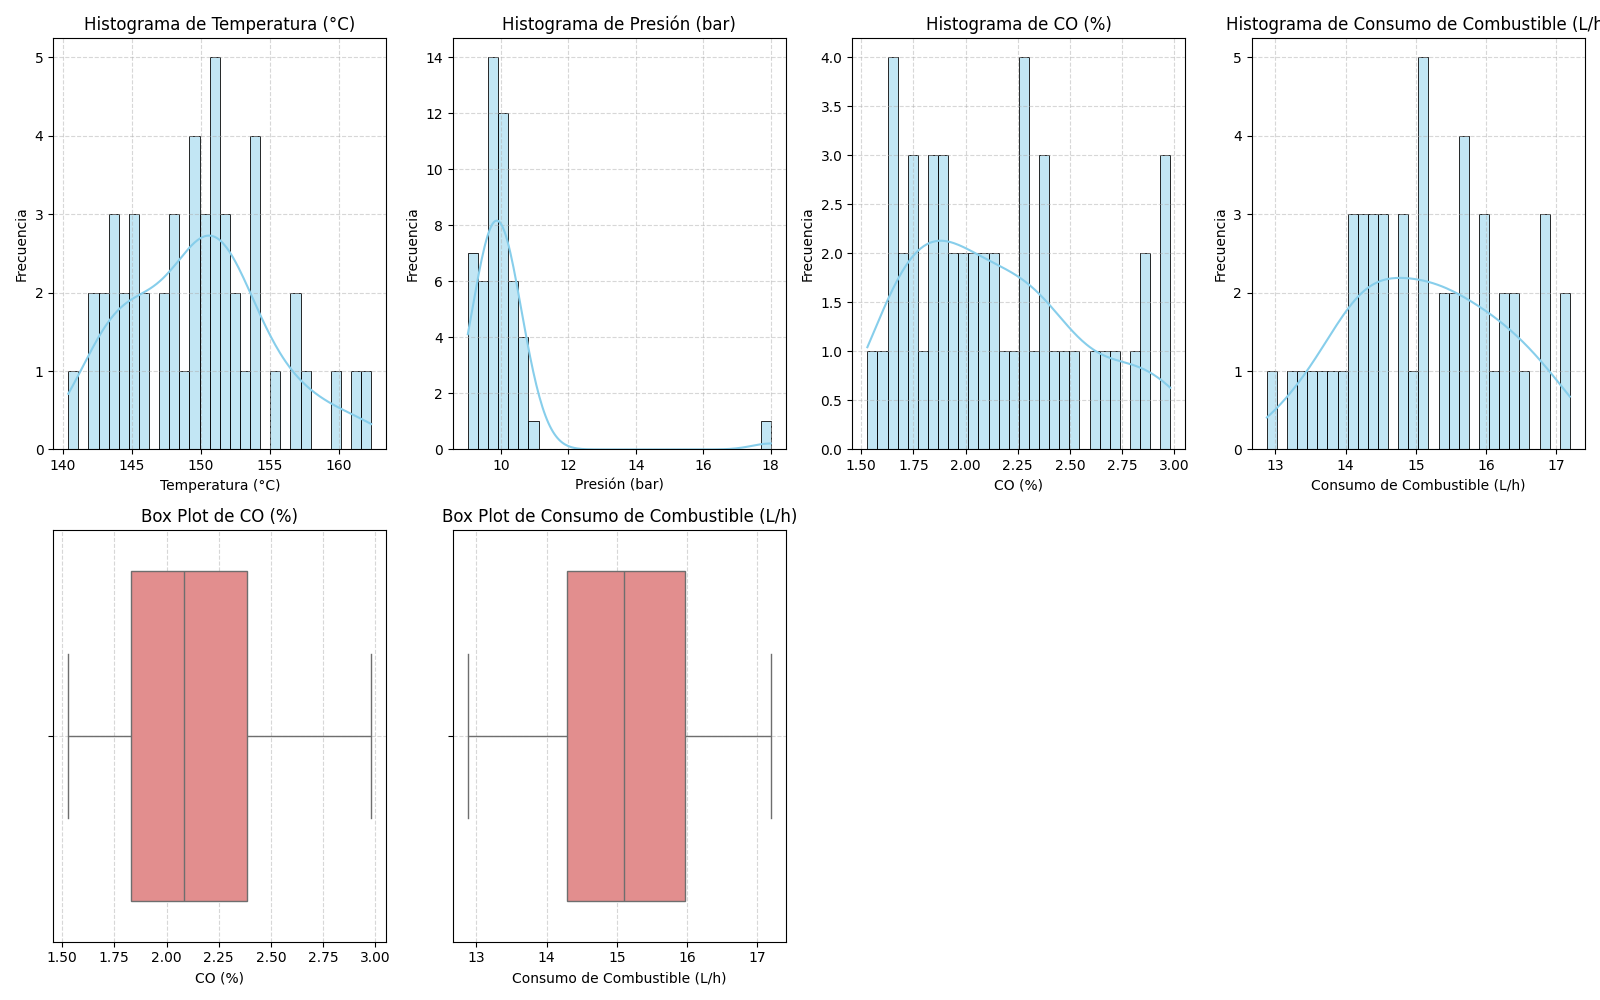 Histograma de Temperatura (°C)
Frecuencia
5
4
3
2
1
0
140 145 150 155 160
Temperatura (°C)
Histograma de Presión (bar)
Frecuencia
14
12
10
8
6
4
2
0
10 12 14 16 18
Presión (bar)
Histograma de CO (%)
Frecuencia
4.0
3.5
3.0
2.5
2.0
1.5
1.0
0.5
0.0
1.50 1.75 2.00 2.25 2.50 2.75 3.00
CO (%)
Histograma de Consumo de Combustible (L/h
Frecuencia
5
4
3
2
1
0
13 14 15 16 17
Consumo de Combustible (L/h)
Box Plot de CO (%)
1.50 1.75 2.00 2.25 2.50 2.75 3.00
CO (%)
Box Plot de Consumo de Combustible (L/h)
13 14 15 16 17
Consumo de Combustible (L/h)